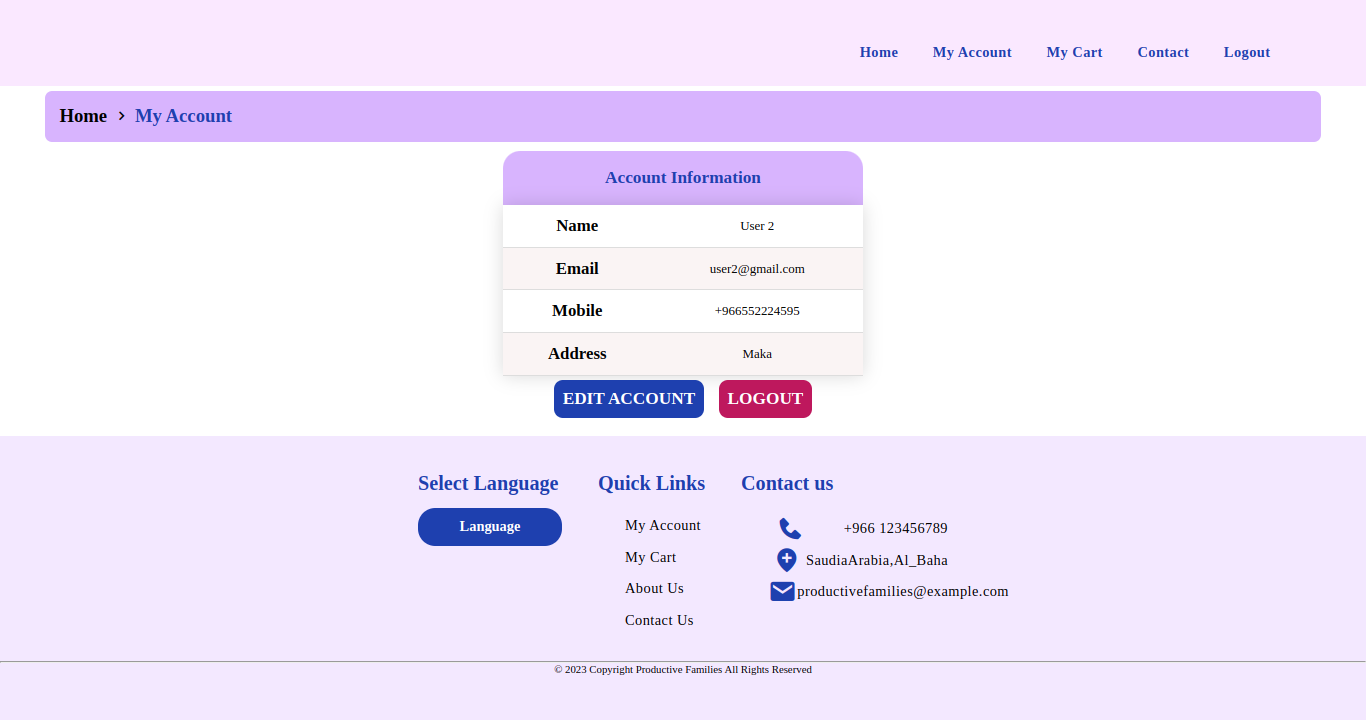 Home My Account My Cart Contact Logout
Home > My Account
Account Information
Name User 2
Email user2@gmail.com
Mobile +966552224595
Address Maka
EDIT ACCOUNT LOGOUT
Select Language
Language
Quick Links
My Account
My Cart
About Us
Contact Us
Contact us
+966 123456789
SaudiaArabia,Al_Baha
productivefamilies@example.com
© 2023 Copyright Productive Families All Rights Reserved